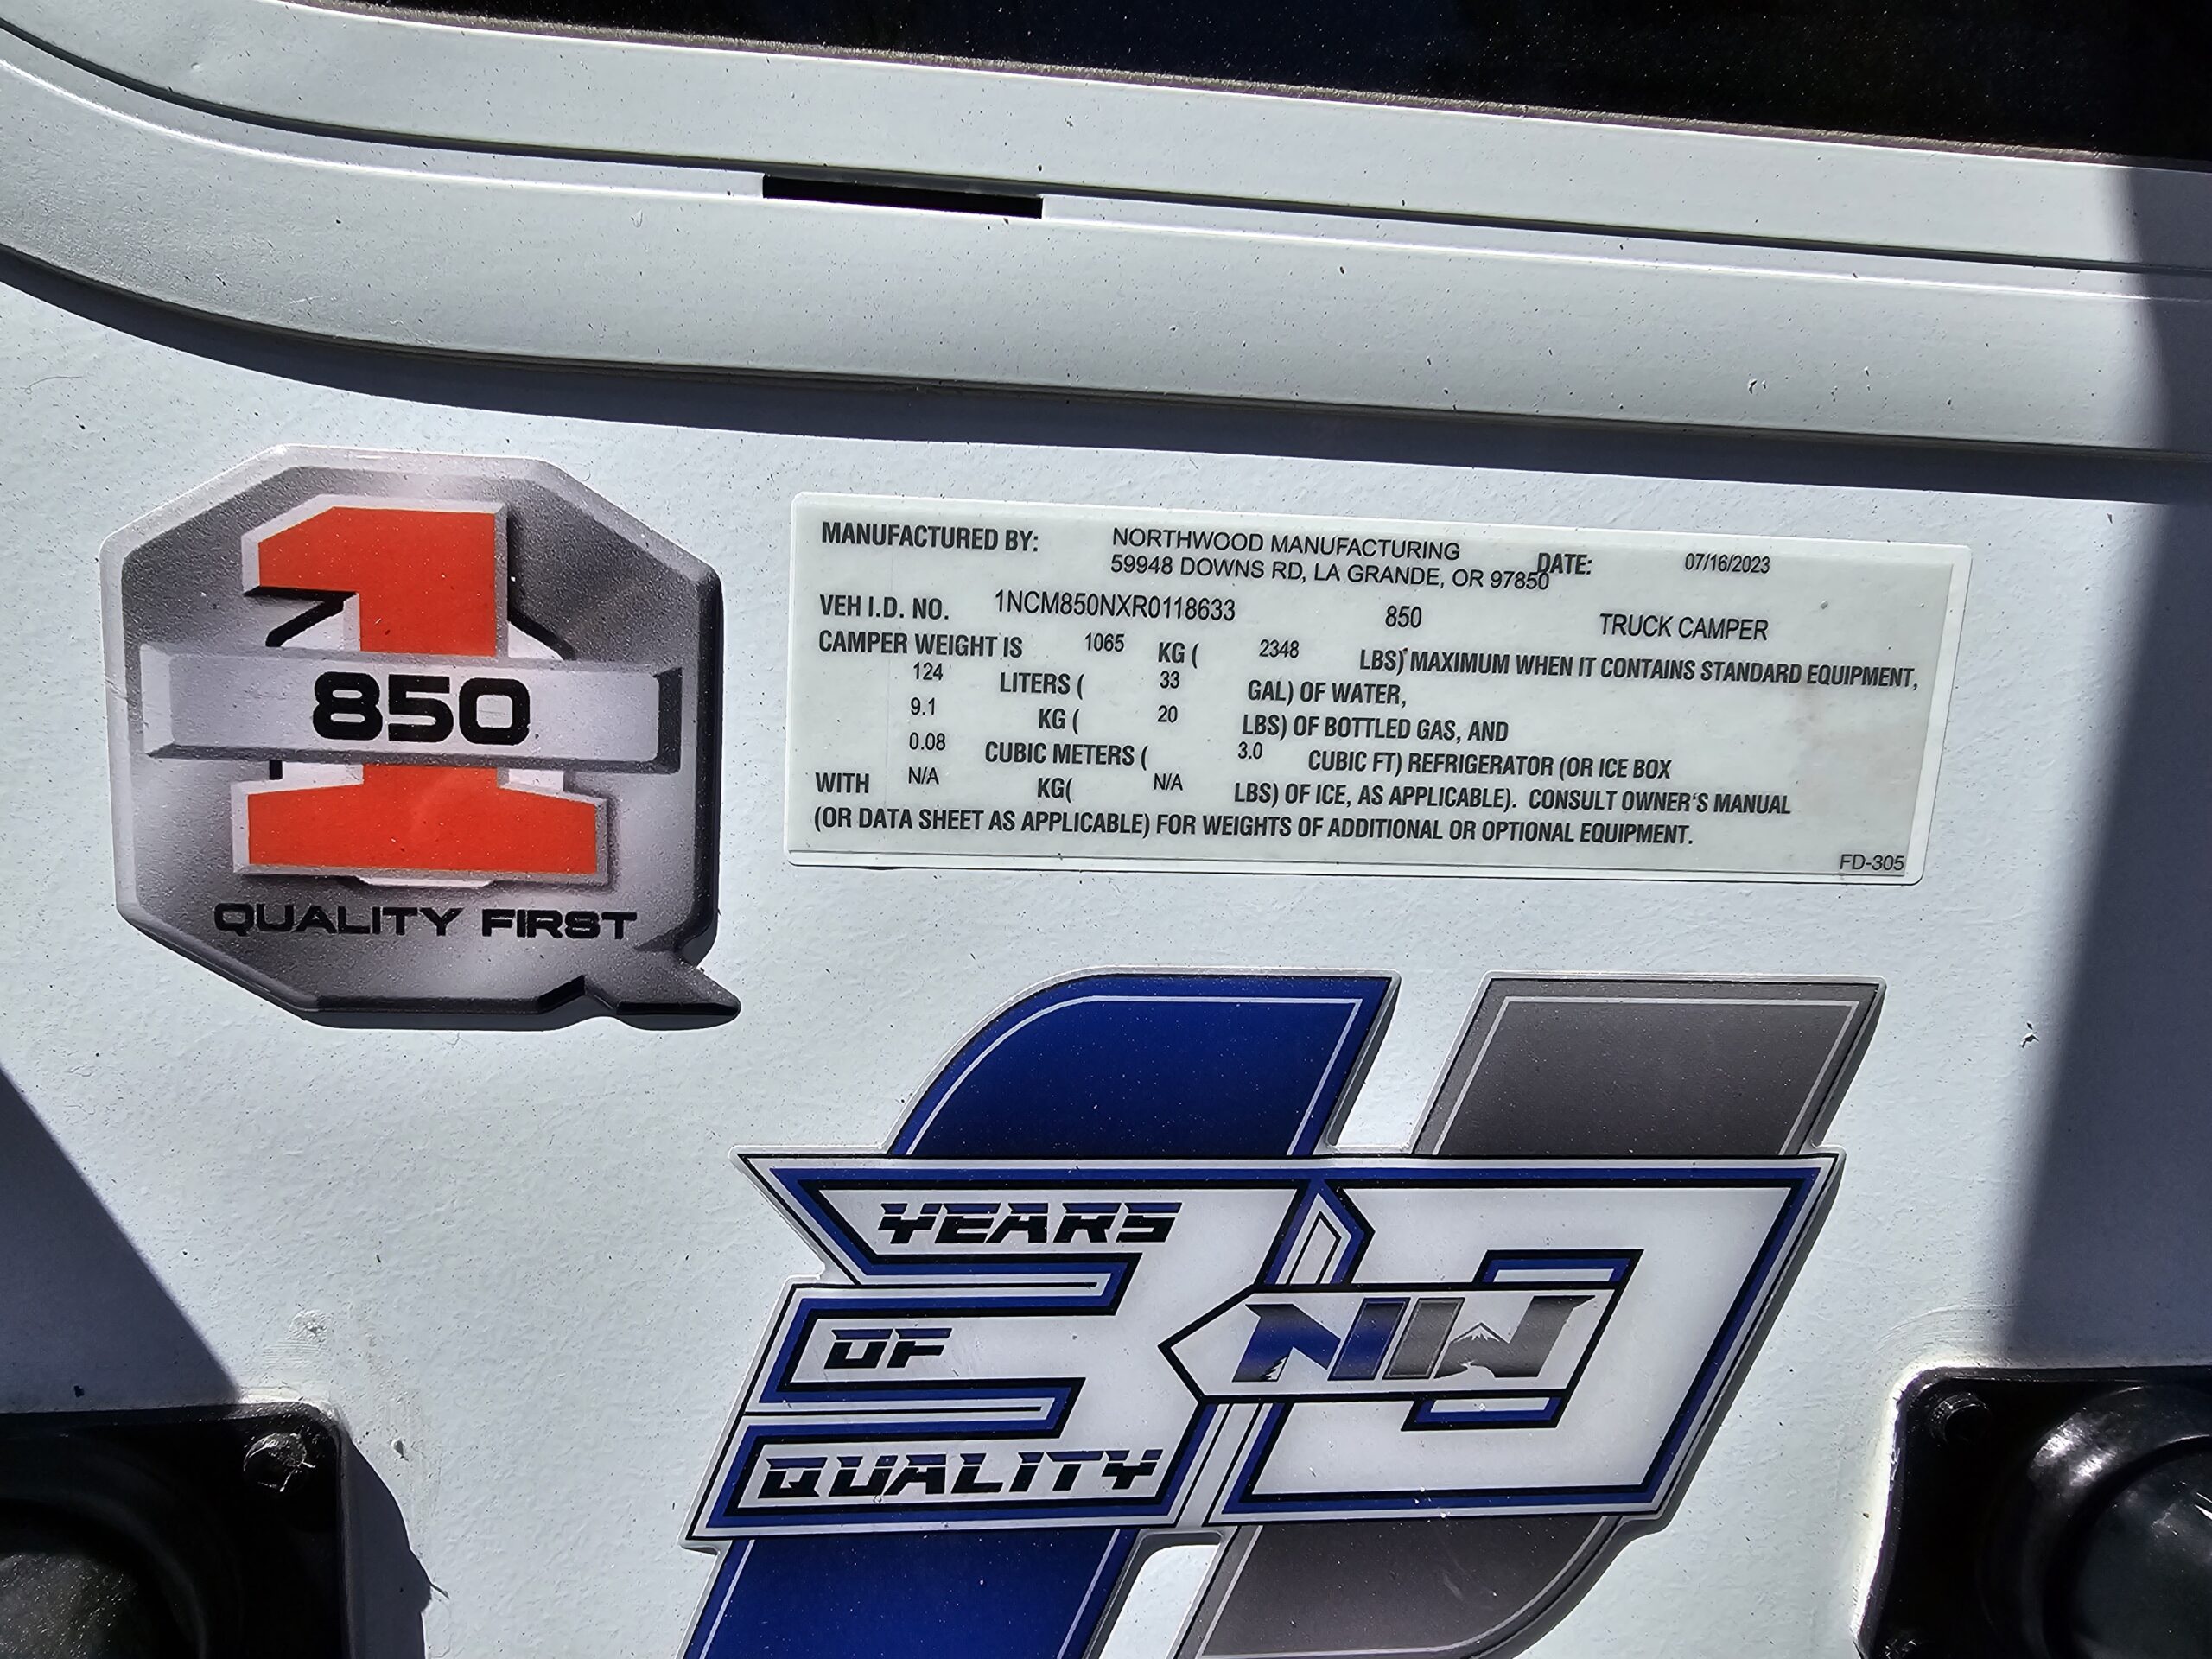 1
850
QUALITY FIRST
MANUFACTURED BY: NORTHWOOD MANUFACTURING DATE: 07/16/2023
59948 DOWNS RD, LA GRANDE, OR 97850
VEH I.D. NO. 1NCM850NXR0118633 850 TRUCK CAMPER
CAMPER WEIGHT IS 1065 KG ( 2348 LBS) MAXIMUM WHEN IT CONTAINS STANDARD EQUIPMENT,
124 LITERS ( 33 GAL) OF WATER,
9.1 KG ( 20 LBS) OF BOTTLED GAS, AND
0.08 CUBIC METERS ( 3.0 CUBIC FT) REFRIGERATOR (OR ICE BOX
WITH N/A KG( N/A LBS) OF ICE, AS APPLICABLE). CONSULT OWNER'S MANUAL
(OR DATA SHEET AS APPLICABLE) FOR WEIGHTS OF ADDITIONAL OR OPTIONAL EQUIPMENT.
FD-305
30
YEARS
OF
QUALITY
NW